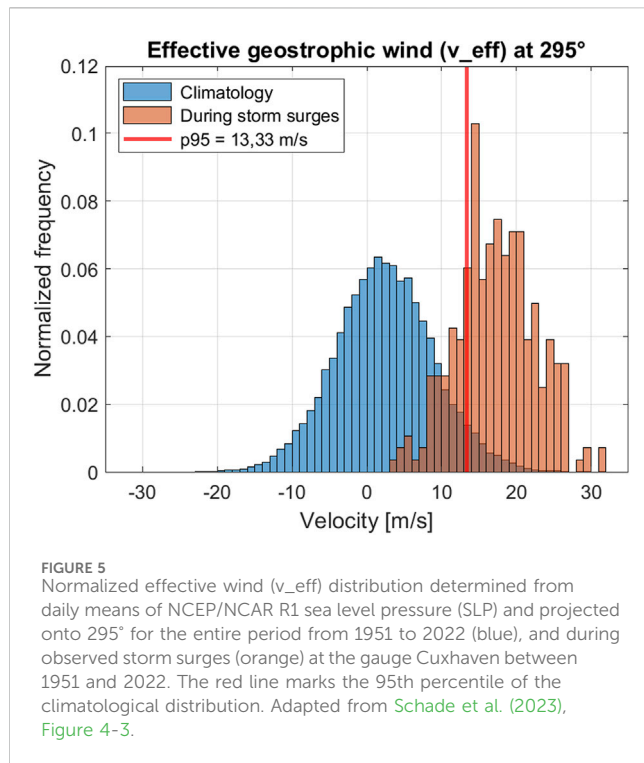 Effective geostrophic wind (v_eff) at 295°
0.12
0.1
0.08
0.06
0.04
0.02
0
Normalized frequency
Climatology
During storm surges
p95 = 13,33 m/s
-30 -20 -10 0 10 20 30
Velocity [m/s]
FIGURE 5
Normalized effective wind (v_eff) distribution determined from
daily means of NCEP/NCAR R1 sea level pressure (SLP) and projected
onto 295° for the entire period from 1951 to 2022 (blue), and during
observed storm surges (orange) at the gauge Cuxhaven between
1951 and 2022. The red line marks the 95th percentile of the
climatological distribution. Adapted from Schade et al. (2023),
Figure 4-3.